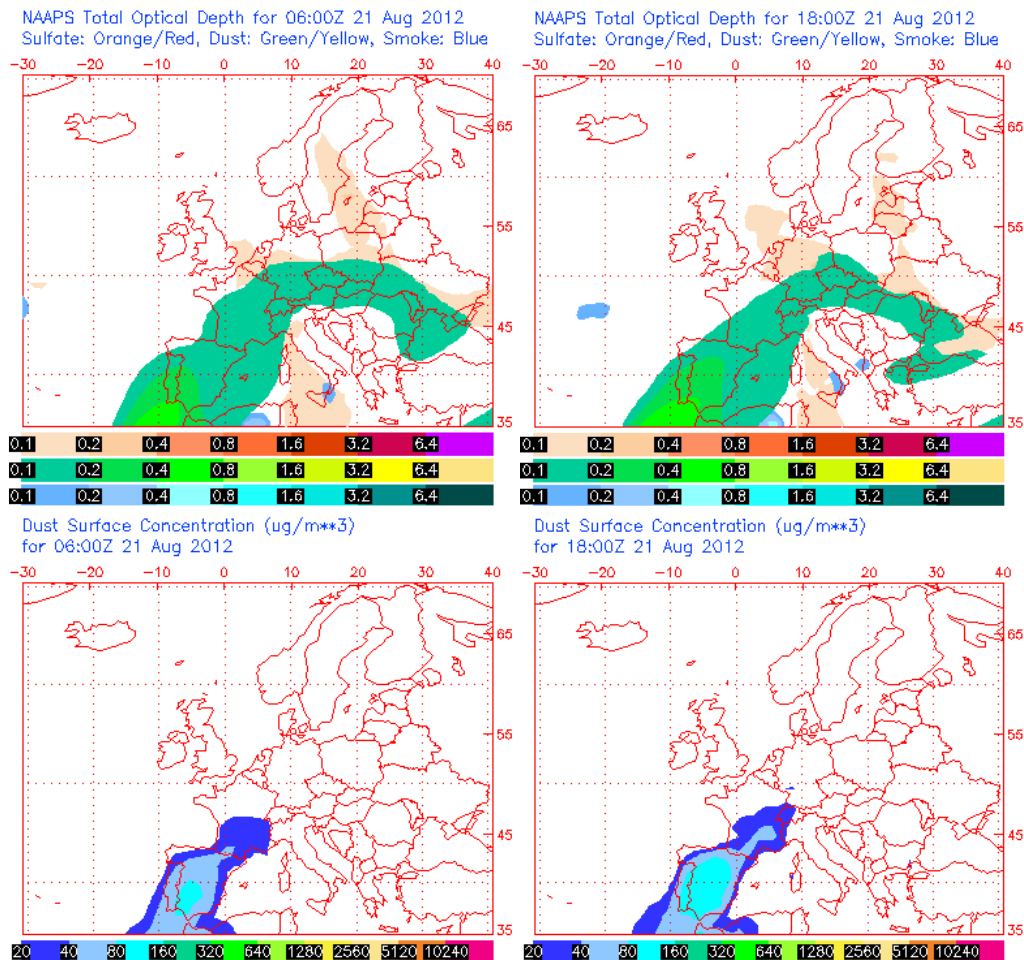 NAAPS Total Optical Depth for 06:00Z 21 Aug 2012
Sulfate: Orange/Red, Dust: Green/Yellow, Smoke: Blue
-30 -20 -10 0 10 20 30 40
65
55
45
35
0.1 0.2 0.4 0.8 1.6 3.2 6.4
0.1 0.2 0.4 0.8 1.6 3.2 6.4
0.1 0.2 0.4 0.8 1.6 3.2 6.4
NAAPS Total Optical Depth for 18:00Z 21 Aug 2012
Sulfate: Orange/Red, Dust: Green/Yellow, Smoke: Blue
-30 -20 -10 0 10 20 30 40
65
55
45
35
0.1 0.2 0.4 0.8 1.6 3.2 6.4
0.1 0.2 0.4 0.8 1.6 3.2 6.4
0.1 0.2 0.4 0.8 1.6 3.2 6.4
Dust Surface Concentration (ug/m**3)
for 06:00Z 21 Aug 2012
-30 -20 -10 0 10 20 30 40
65
55
45
35
20 40 80 160 320 640 1280 2560 5120 10240
Dust Surface Concentration (ug/m**3)
for 18:00Z 21 Aug 2012
-30 -20 -10 0 10 20 30 40
65
55
45
35
20 40 80 160 320 640 1280 2560 5120 10240